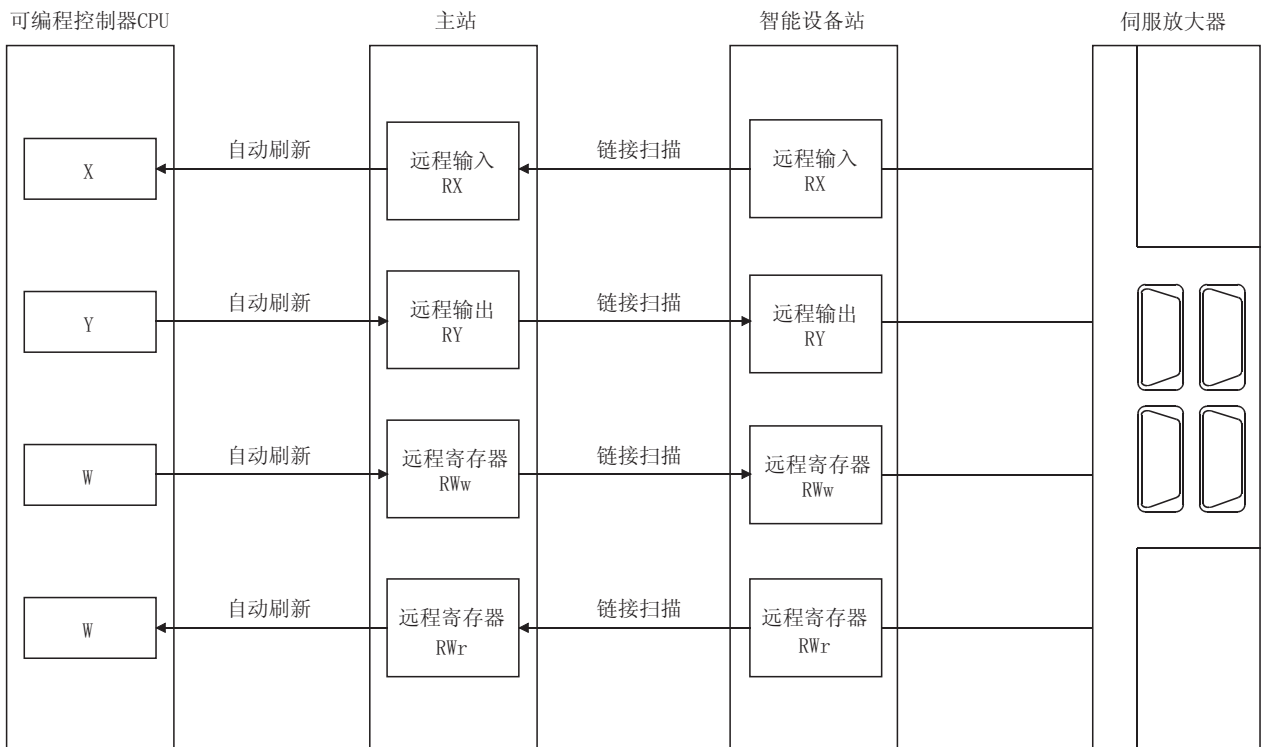 可编程控制器CPU
主站
智能设备站
伺服放大器
X
自动刷新
远程输入
RX
链接扫描
远程输入
RX
Y
自动刷新
远程输出
RY
链接扫描
远程输出
RY
W
自动刷新
远程寄存器
RWw
链接扫描
远程寄存器
RWw
W
自动刷新
远程寄存器
RWr
链接扫描
远程寄存器
RWr